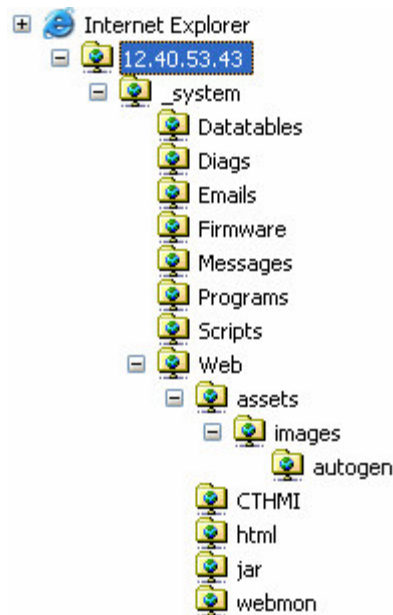 Internet Explorer
12.40.53.43
_system
Datatables
Diags
Emails
Firmware
Messages
Programs
Scripts
Web
assets
images
autogen
CTHMI
html
jar
webmon